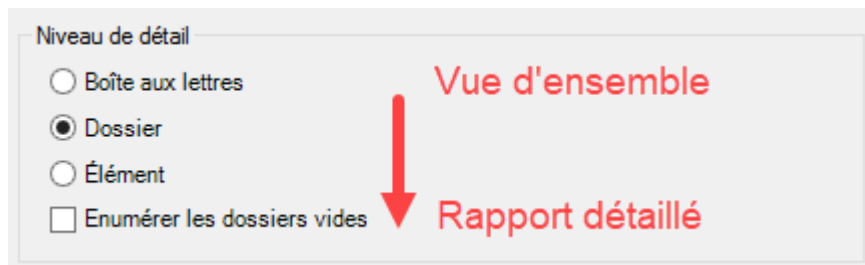 Niveau de détail
Boîte aux lettres
Vue d'ensemble
Dossier
Élément
Enumérer les dossiers vides
Rapport détaillé